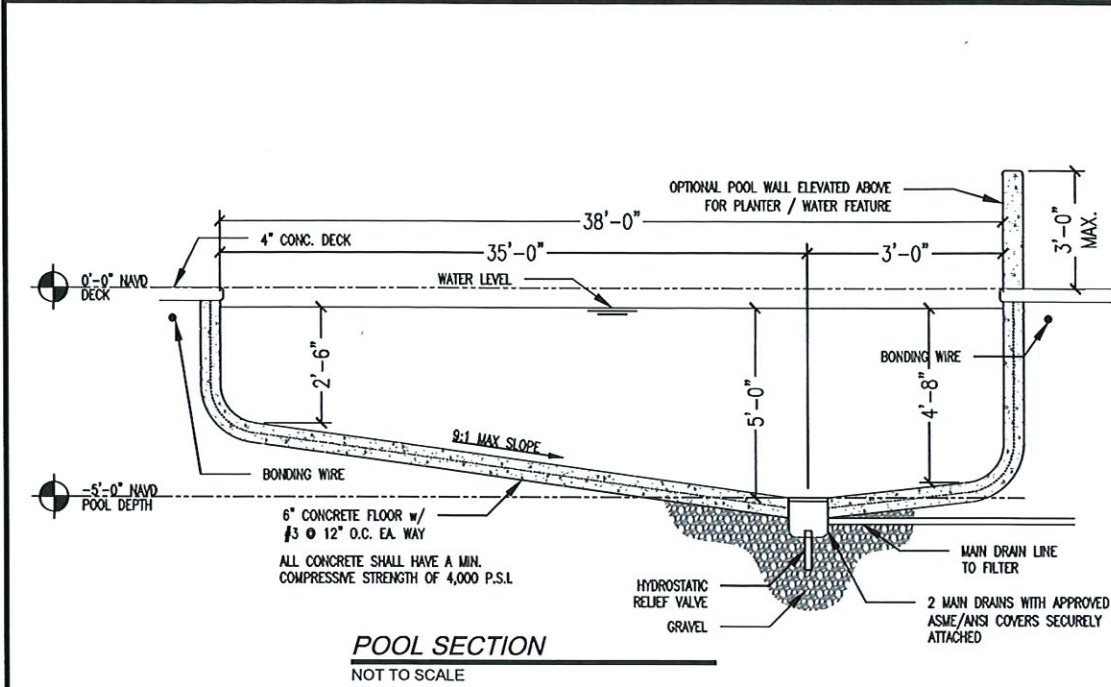 OPTIONAL POOL WALL ELEVATED ABOVE
FOR PLANTER / WATER FEATURE
3'-0"
MAX.
38'-0"
4" CONC. DECK
35'-0"
3'-0"
0'-0" NAVD
DECK
WATER LEVEL
2'-6"
5'-0"
4'-8"
BONDING WIRE
9:1 MAX SLOPE
BONDING WIRE
-5'-0" NAVD
POOL DEPTH
6" CONCRETE FLOOR w/
#3 @ 12" O.C. EA. WAY
ALL CONCRETE SHALL HAVE A MIN.
COMPRESSIVE STRENGTH OF 4,000 P.S.I.
HYDROSTATIC
RELIEF VALVE
GRAVEL
MAIN DRAIN LINE
TO FILTER
2 MAIN DRAINS WITH APPROVED
ASME/ANSI COVERS SECURELY
ATTACHED
POOL SECTION
NOT TO SCALE